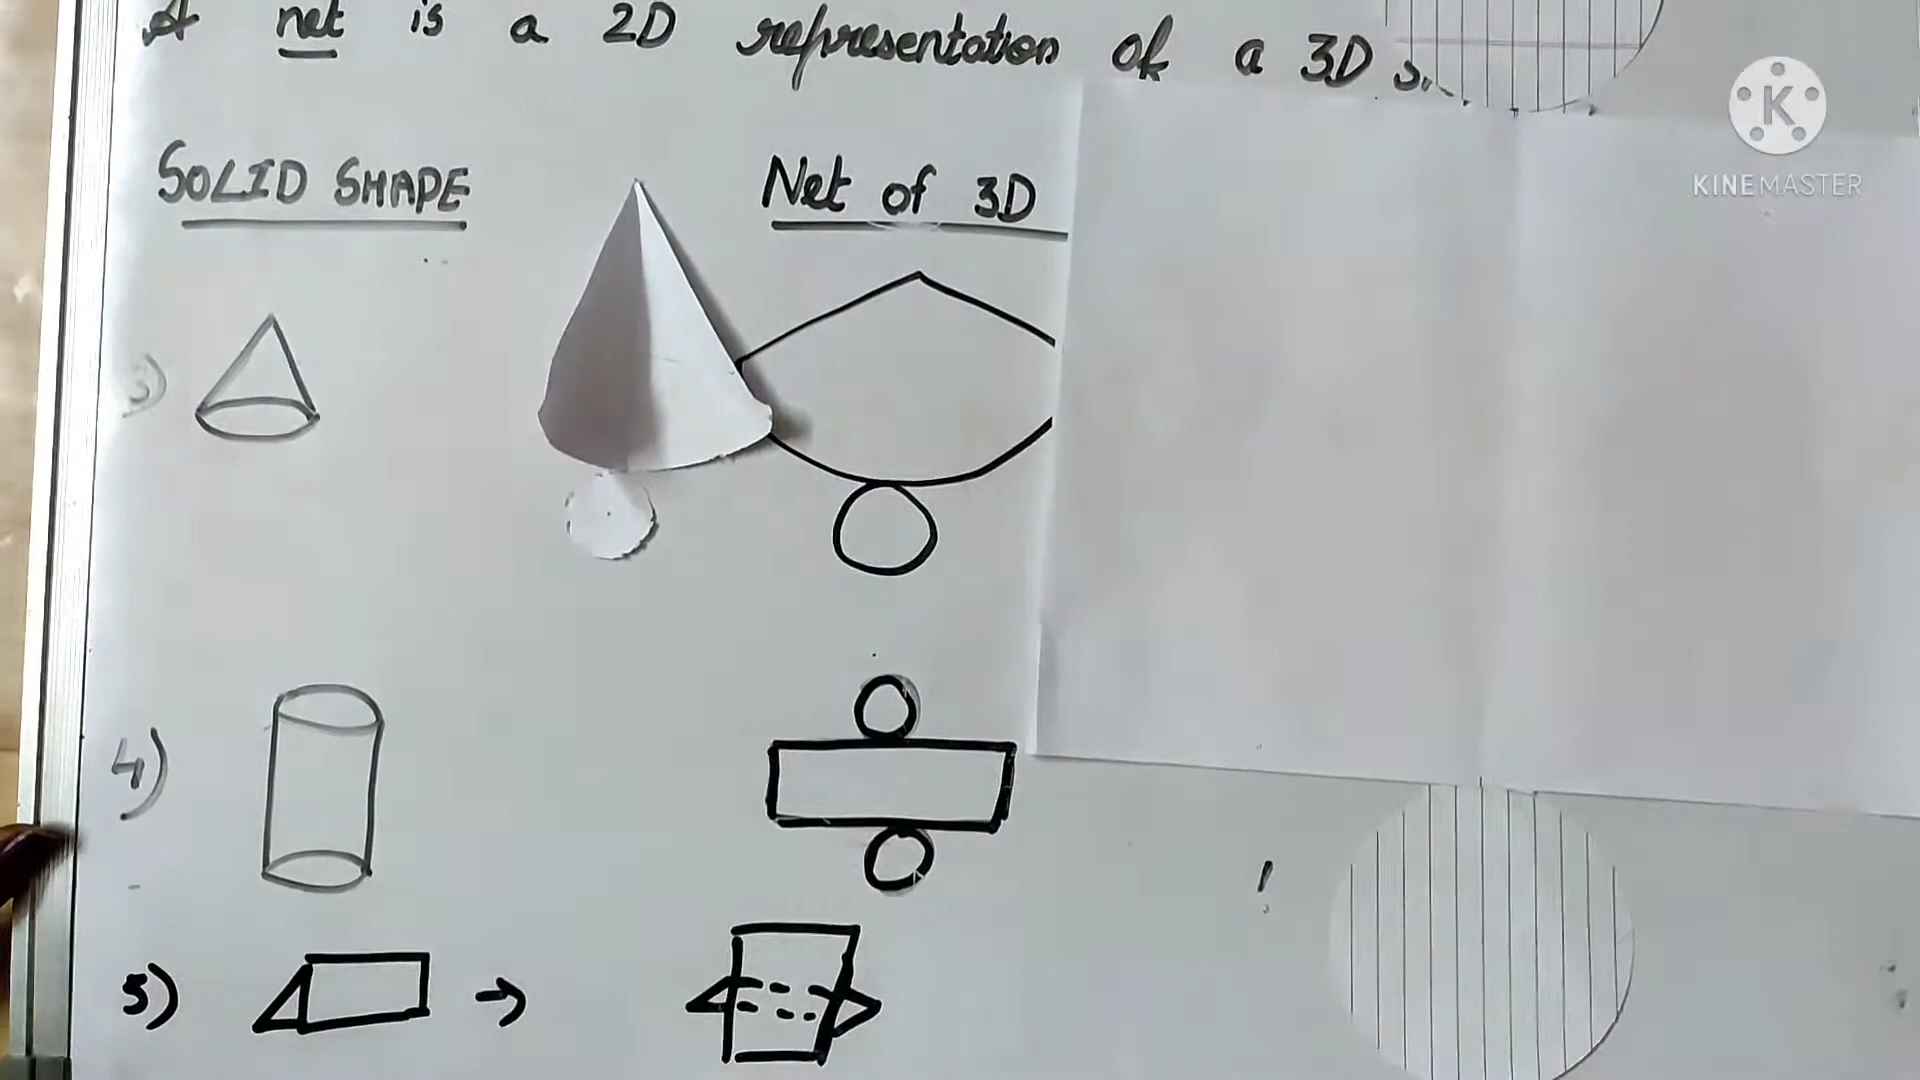 A net is a 2D representation of a 3D
K
KINEMASTER
SOLID SHAPE
Net of 3D
3)
4)
5)